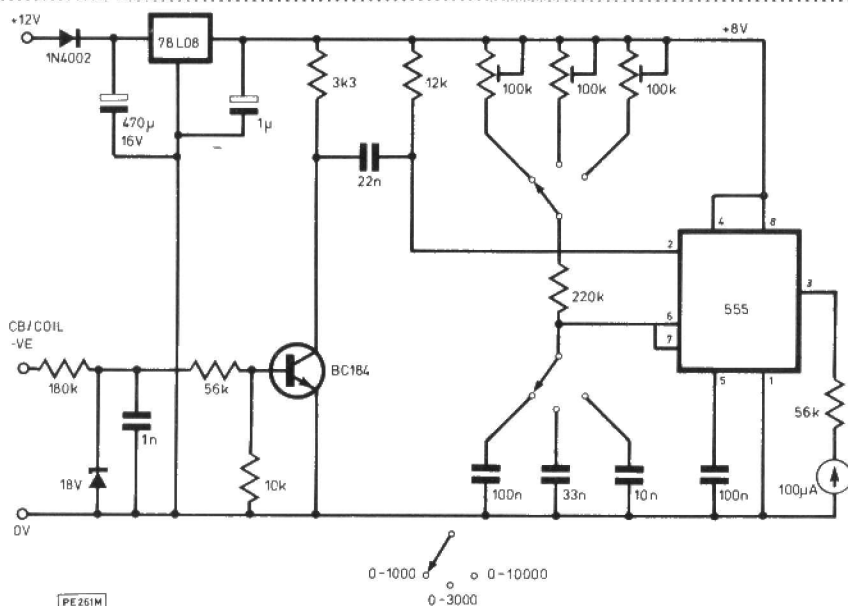 +12V
1N4002
78L08
+8V
470µ
16V
1µ
3k3
12k
100k
100k
100k
22n
4
8
2
3
220k
555
6
7
CB/COIL
-VE
180k
56k
BC184
5
1
56k
1n
18V
10k
100n
33n
10n
100n
100µA
0V
0-1000
0-10000
0-3000
PE261M